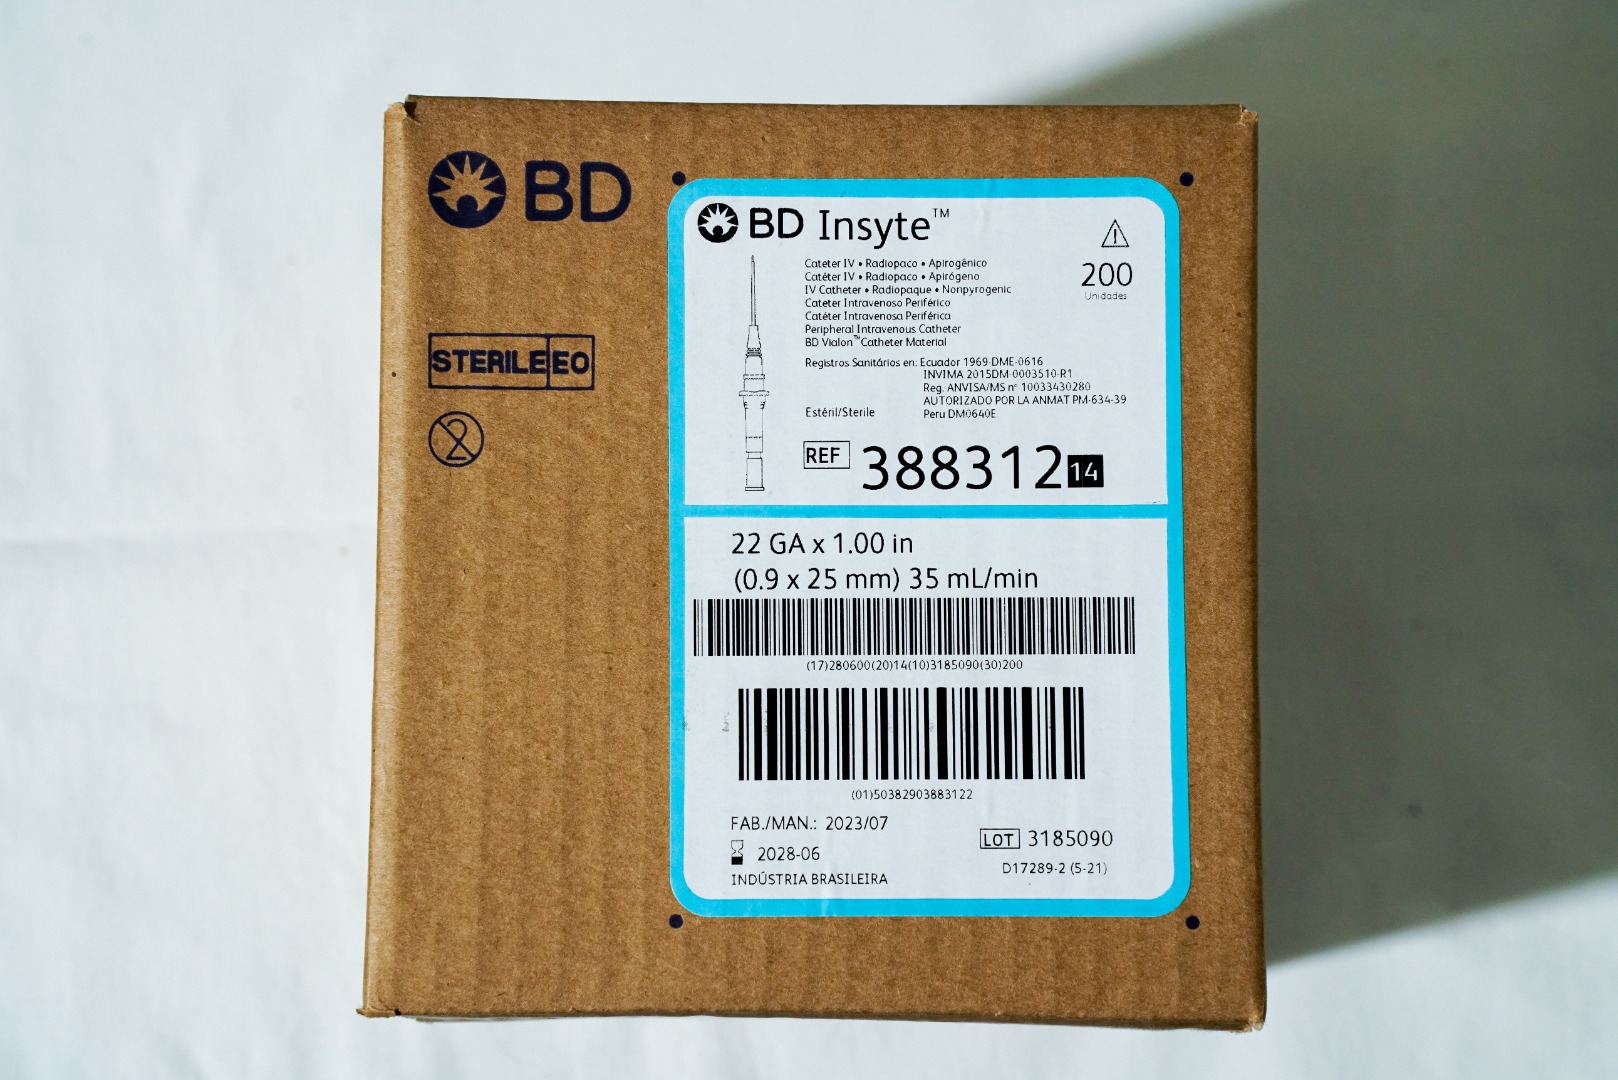 BD
STERILE EO
2
BD Insyte™
200
Unidades
Cateter IV • Radiopaco • Apirogênico
Catéter IV • Radiopaco • Apirógeno
IV Catheter • Radiopaque • Nonpyrogenic
Cateter Intravenoso Periférico
Catéter Intravenosa Periférica
Peripheral Intravenous Catheter
BD Vialon™ Catheter Material
Registros Sanitários en: Ecuador 1969-DME-0616
INVIMA 2015DM-0003510-R1
Reg. ANVISA/MS nº 10033430280
AUTORIZADO POR LA ANMAT PM-634-39
Estéril/Sterile Peru DM0640E
REF 388312 14
22 GA x 1.00 in
(0.9 x 25 mm) 35 mL/min
(17)280600(20)14(10)3185090(30)200
(01)50382903883122
FAB./MAN.: 2023/07
LOT 3185090
2028-06
D17289-2 (5-21)
INDÚSTRIA BRASILEIRA